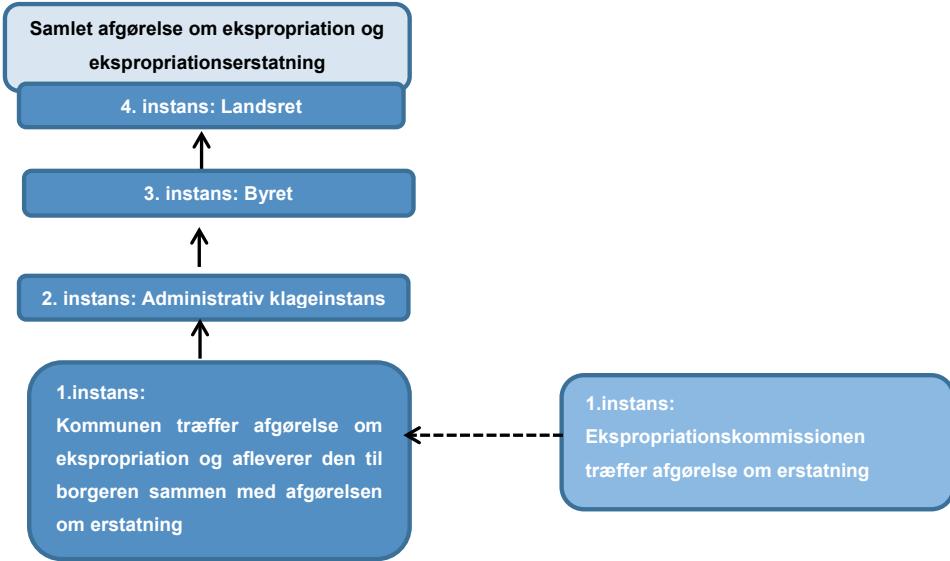 Samlet afgørelse om ekspropriation og
ekspropriationserstatning
4. instans: Landsret
3. instans: Byret
2. instans: Administrativ klageinstans
1.instans:
Kommunen træffer afgørelse om
ekspropriation og afleverer den til
borgeren sammen med afgørelsen
om erstatning
1.instans:
Ekspropriationskommissionen
træffer afgørelse om erstatning